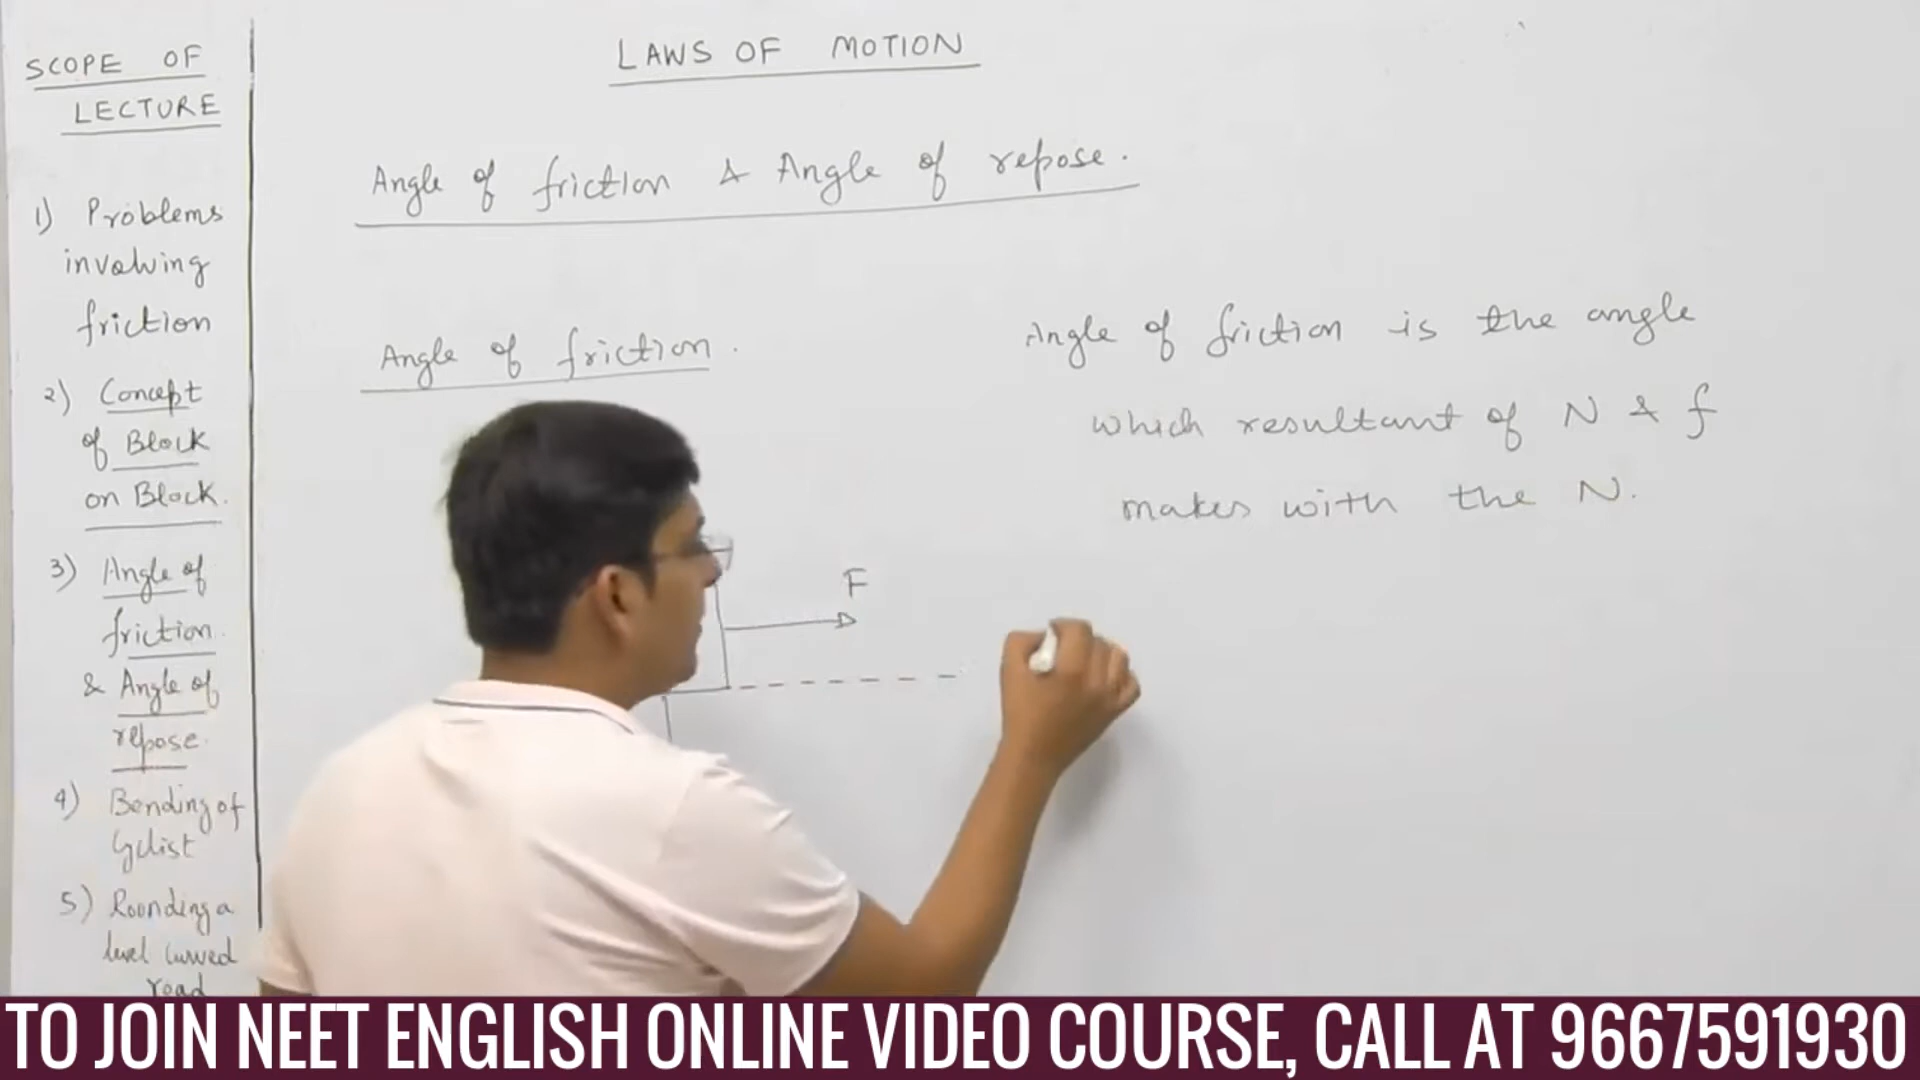 SCOPE OF
LECTURE
1) Problems
involving
friction
2) Concept
of Block
on Block.
3) Angle of
friction
& Angle of
repose.
4) Bending of
Cyclist
5) Rounding a
level curved
road
LAWS OF MOTION
Angle of friction & Angle of repose.
Angle of friction.
F
Angle of friction is the angle
which resultant of N & f
makes with the N.
TO JOIN NEET ENGLISH ONLINE VIDEO COURSE, CALL AT 9667591930